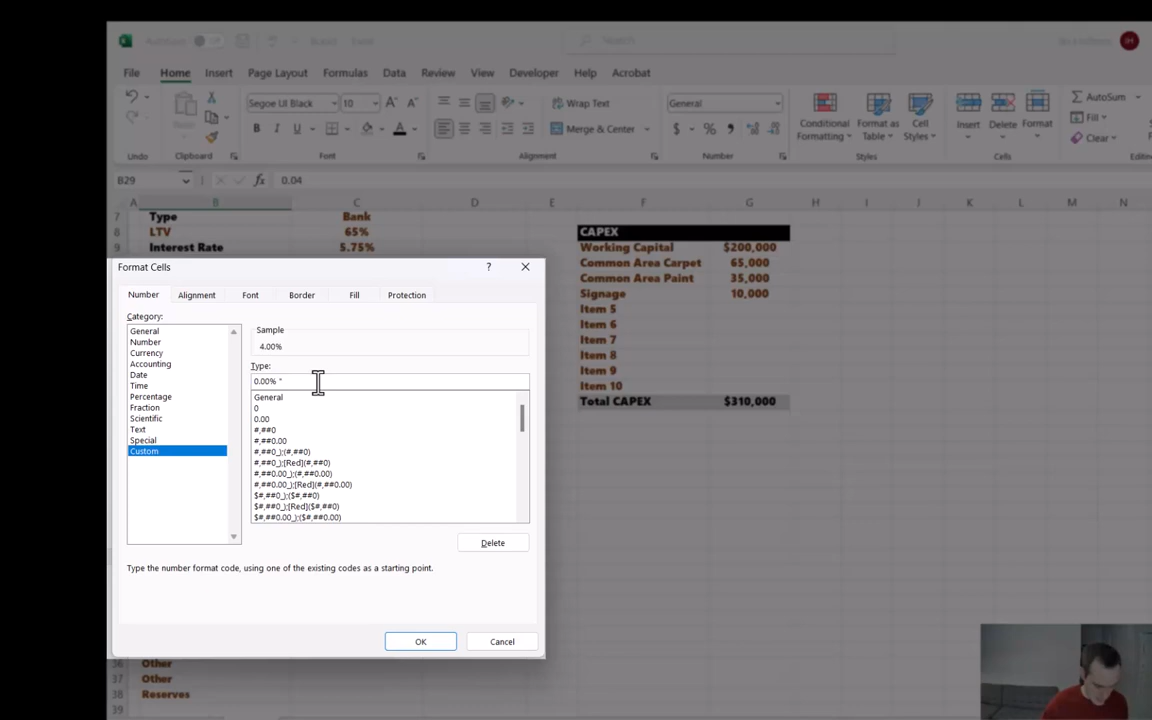 Search
File Home Insert Page Layout Formulas Data Review View Developer Help Acrobat
Segoe UI Black 10 A^ A˅ Wrap Text General AutoSum
B I U A Merge & Center $ % Conditional Formatting Format as Table Cell Styles Insert Delete Format Fill Clear
Undo Clipboard Font Alignment Number Styles Cells
B29 fx 0.04
A B C D E F G H I J K L M N
7 Type Bank
8 LTV 65% CAPEX
9 Interest Rate 5.75% Working Capital $200,000
Common Area Carpet 65,000
Common Area Paint 35,000
Signage 10,000
Item 5
Item 6
Item 7
Item 8
Item 9
Item 10
Total CAPEX $310,000
Format Cells ?
Number Alignment Font Border Fill Protection
Category:
General
Number
Currency
Accounting
Date
Time
Percentage
Fraction
Scientific
Text
Special
Custom
Sample
4.00%
Type:
0.00% "
General
0
0.00
#,##0
#,##0.00
#,##0_);(#,##0)
#,##0_);[Red](#,##0)
#,##0.00_);(#,##0.00)
#,##0.00_);[Red](#,##0.00)
$#,##0_);($#,##0)
$#,##0_);[Red]($#,##0)
$#,##0.00_);($#,##0.00)
Delete
Type the number format code, using one of the existing codes as a starting point.
OK Cancel
36 Other
37 Other
38 Reserves
39